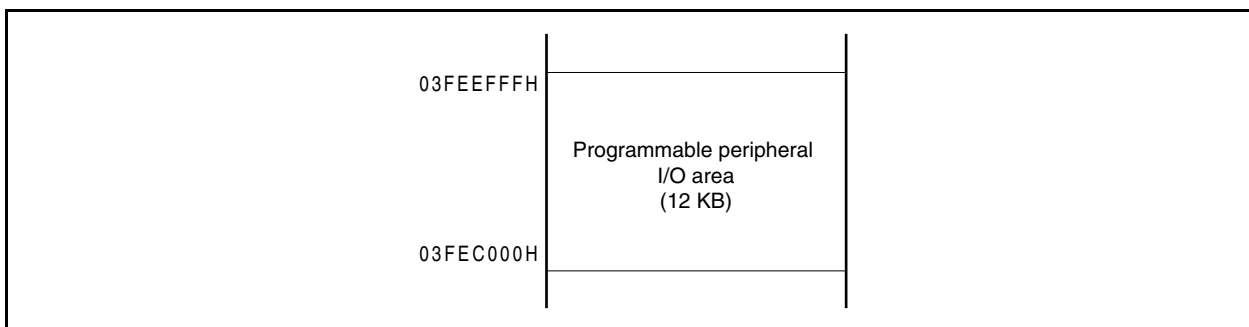 03FEEFFFH
Programmable peripheral
I/O area
(12 KB)
03FEC000H